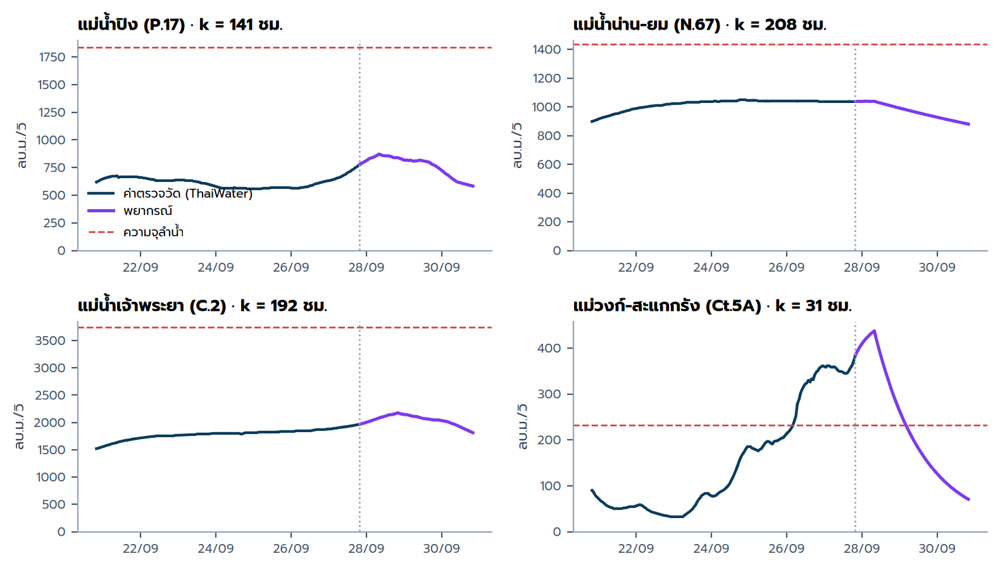 แม่น้ำปิง (P.17) · k = 141 ชม.
ลบ.ม./วิ
1750
1500
1250
1000
750
500
250
0
ค่าตรวจวัด (ThaiWater)
พยากรณ์
ความจุลำน้ำ
22/09 24/09 26/09 28/09 30/09
แม่น้ำน่าน-ยม (N.67) · k = 208 ชม.
ลบ.ม./วิ
1400
1200
1000
800
600
400
200
0
22/09 24/09 26/09 28/09 30/09
แม่น้ำเจ้าพระยา (C.2) · k = 192 ชม.
ลบ.ม./วิ
3500
3000
2500
2000
1500
1000
500
0
22/09 24/09 26/09 28/09 30/09
แม่วงก์-สะแกกรัง (Ct.5A) · k = 31 ชม.
ลบ.ม./วิ
400
300
200
100
0
22/09 24/09 26/09 28/09 30/09